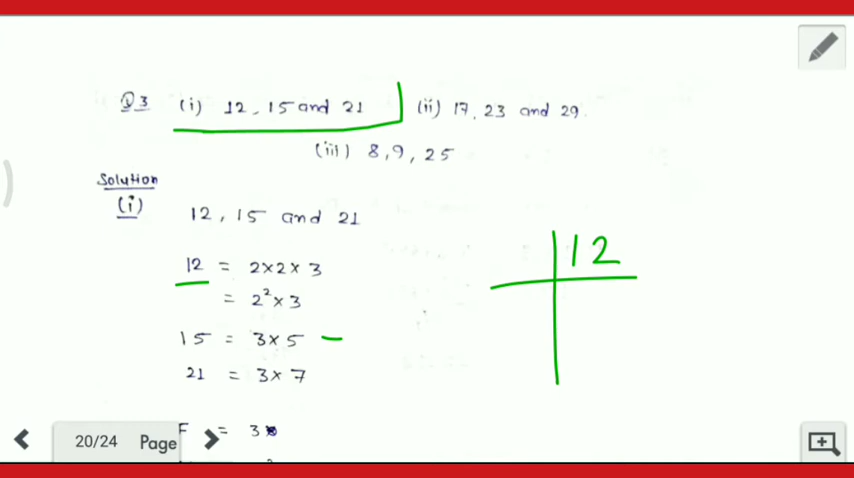 Q3 (i) 12, 15 and 21 (ii) 17, 23 and 29.
(iii) 8, 9, 25
Solution
(i)
12, 15 and 21
12 = 2×2×3
= 2²×3
15 = 3×5
21 = 3×7
F = 3
12
20/24 Page